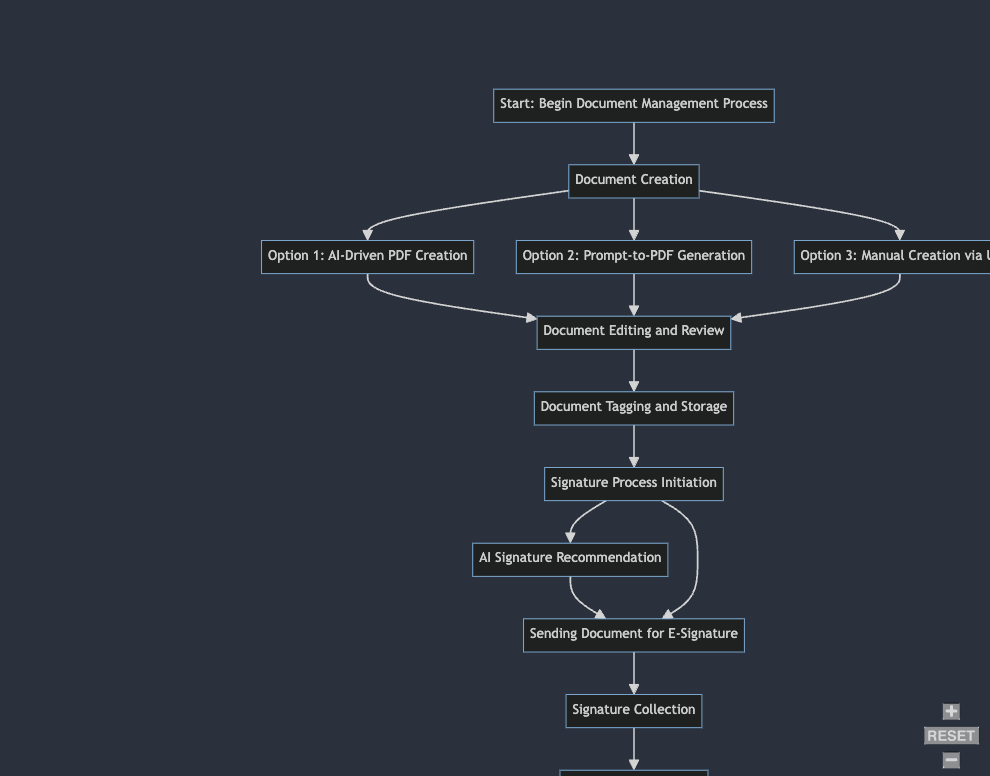 Start: Begin Document Management Process
Document Creation
Option 1: AI-Driven PDF Creation
Option 2: Prompt-to-PDF Generation
Option 3: Manual Creation via
Document Editing and Review
Document Tagging and Storage
Signature Process Initiation
AI Signature Recommendation
Sending Document for E-Signature
Signature Collection
+
RESET
−